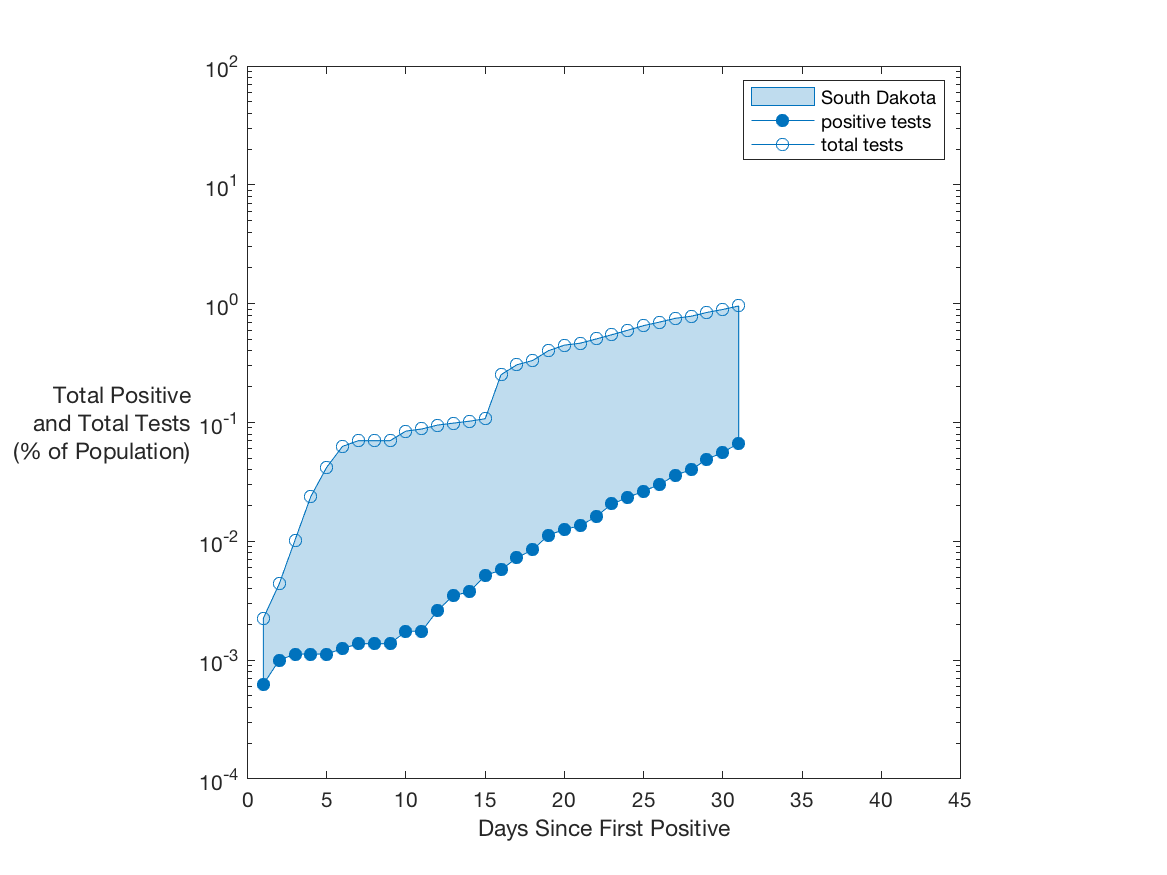 10^2
10^1
10^0
10^-1
10^-2
10^-3
10^-4
Total Positive
and Total Tests
(% of Population)
South Dakota
positive tests
total tests
0 5 10 15 20 25 30 35 40 45
Days Since First Positive